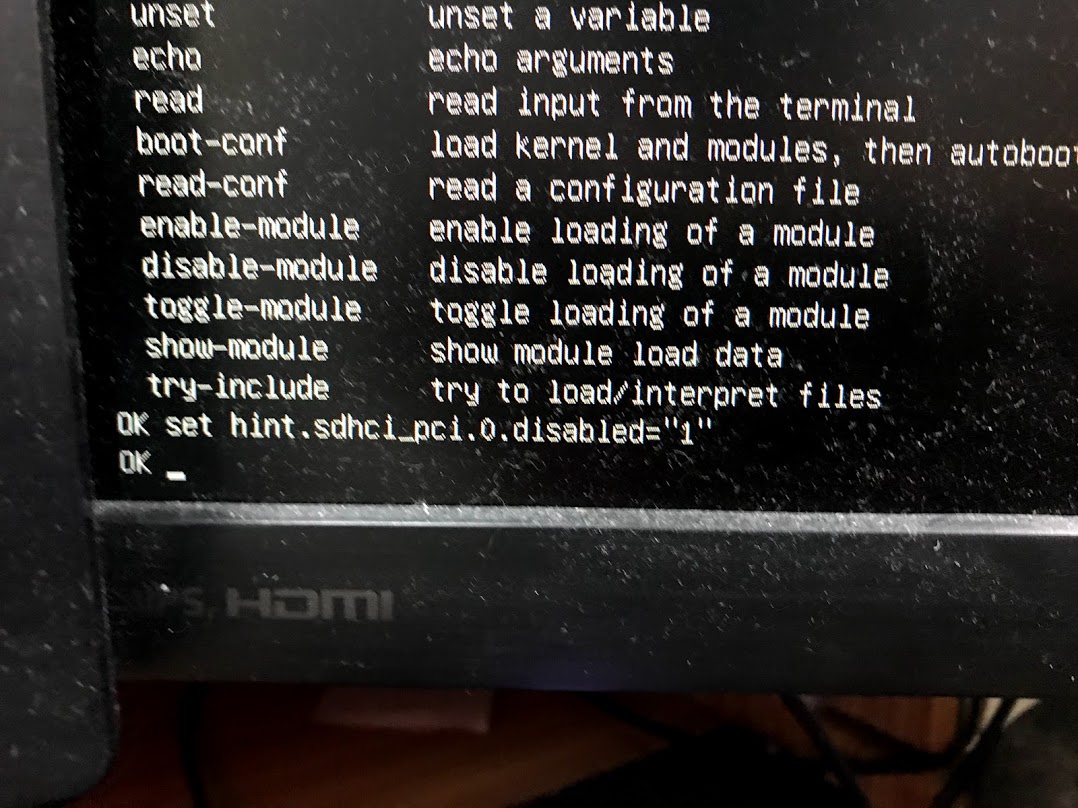 unset unset a variable
echo echo arguments
read read input from the terminal
boot-conf load kernel and modules, then autoboot
read-conf read a configuration file
enable-module enable loading of a module
disable-module disable loading of a module
toggle-module toggle loading of a module
show-module show module load data
try-include try to load/interpret files
OK set hint.sdhci_pci.0.disabled="1"
OK _
HDMI